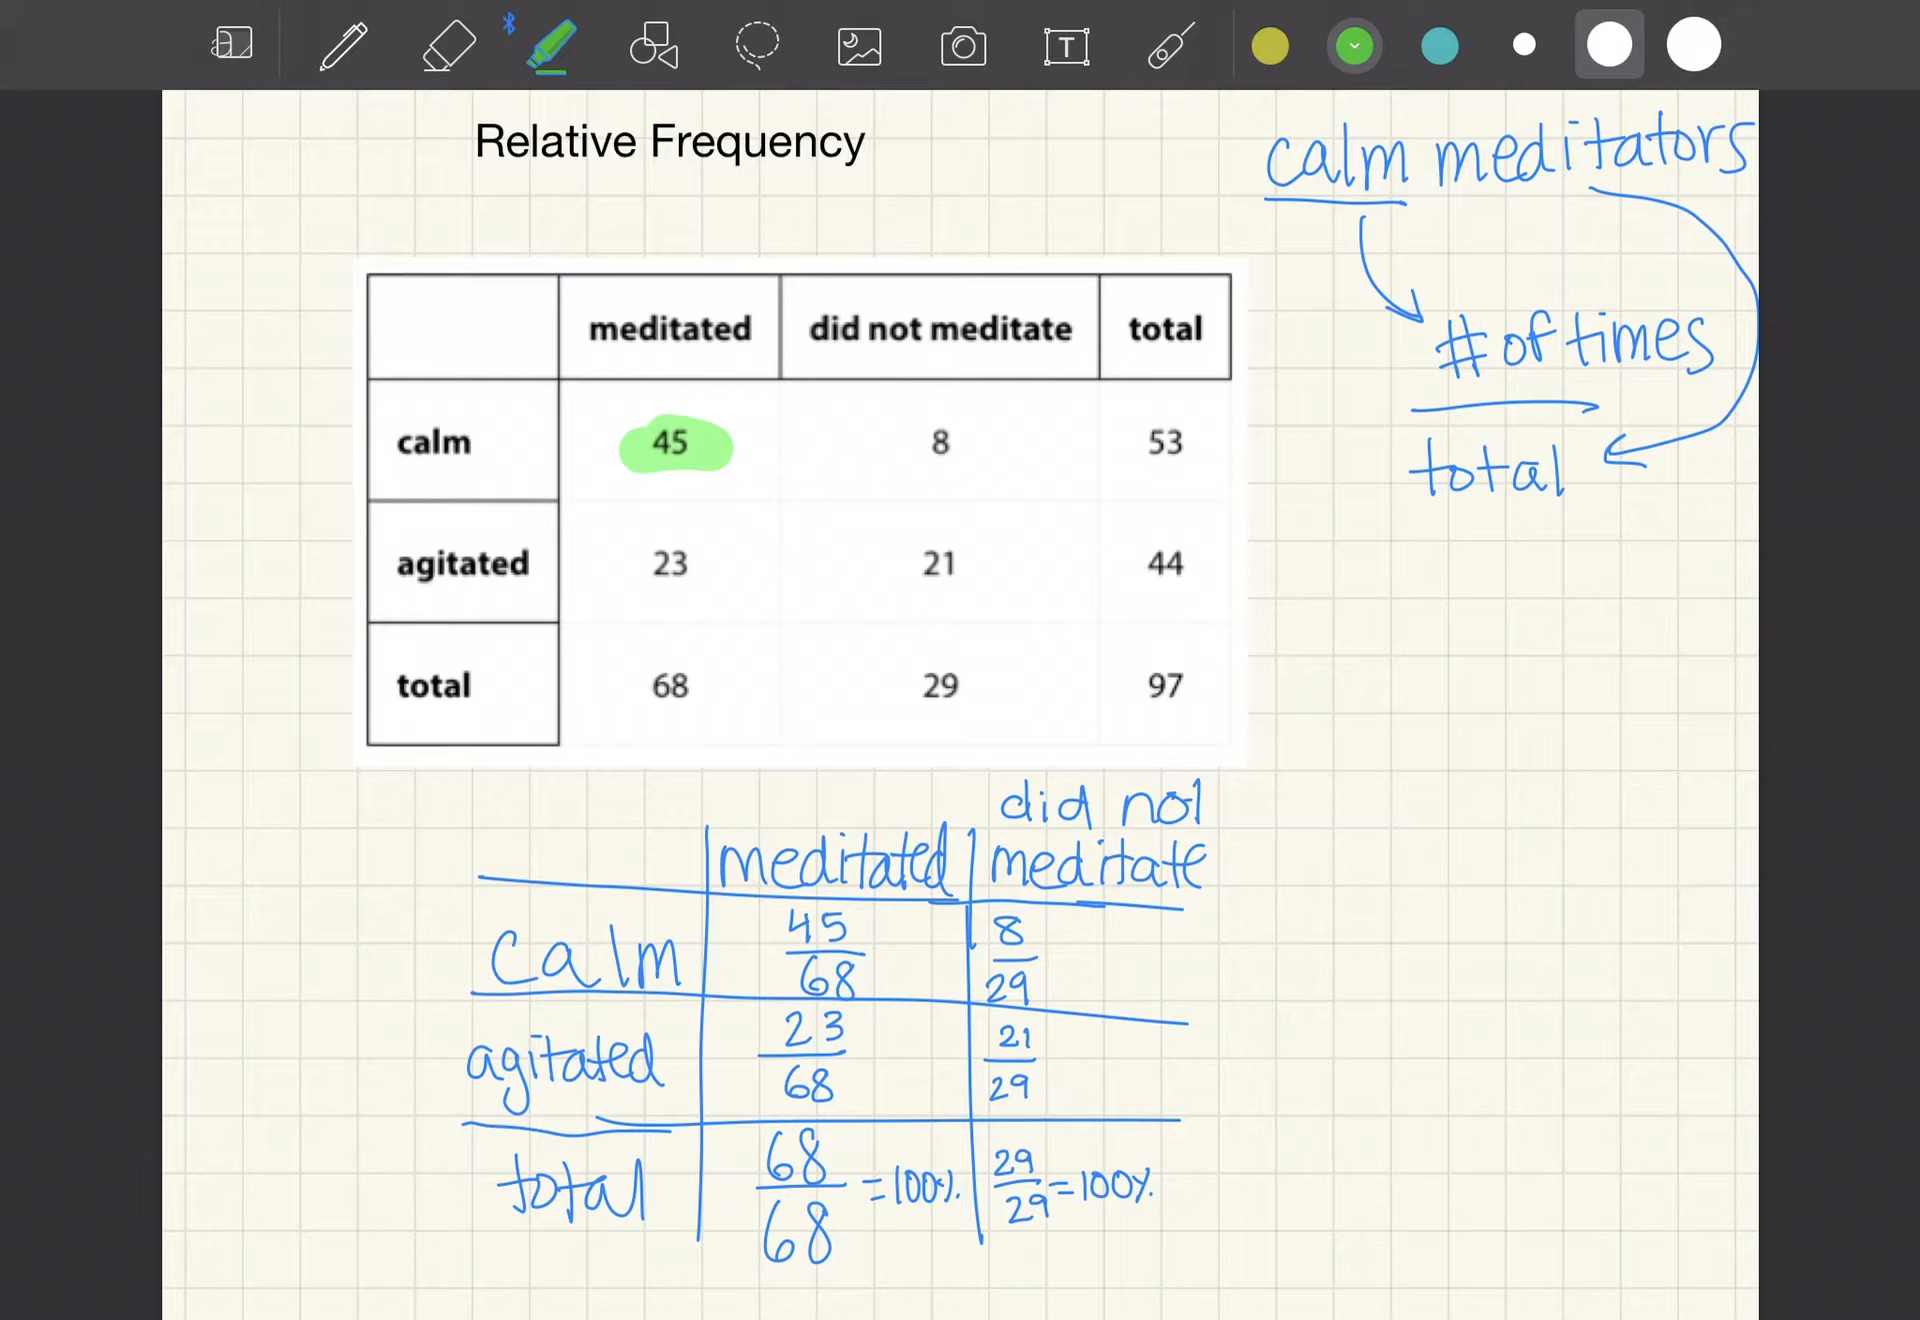 Relative Frequency
calm meditators
# of times
total
meditated did not meditate total
calm 45 8 53
agitated 23 21 44
total 68 29 97
did not
meditated meditate
calm 45/68 8/29
agitated 23/68 21/29
total 68/68 =100%. 29/29 =100%.